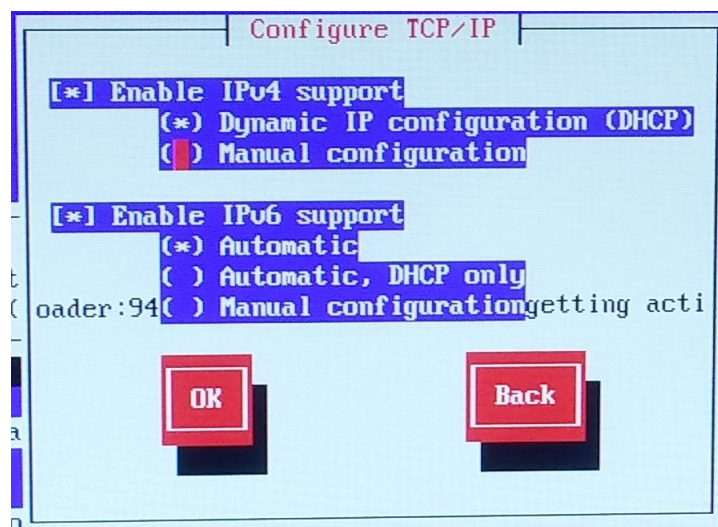 Configure TCP/IP
[*] Enable IPv4 support
(*) Dynamic IP configuration (DHCP)
( ) Manual configuration
[*] Enable IPv6 support
(*) Automatic
( ) Automatic, DHCP only
oader:94( ) Manual configurationgetting acti
OK
Back